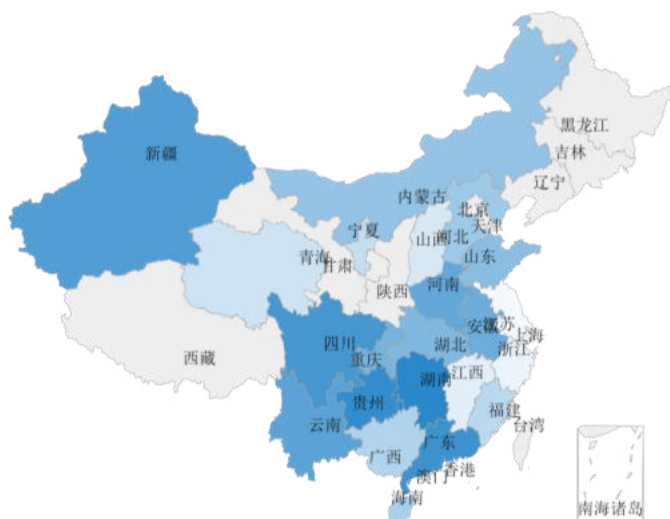 黑龙江
吉林
辽宁
新疆
内蒙古
北京
天津
宁夏
山西
河北
山东
青海
甘肃
陕西
河南
西藏
四川
重庆
湖北
安徽
江苏
上海
浙江
湖南
江西
贵州
云南
福建
台湾
广西
广东
香港
澳门
海南
南海诸岛